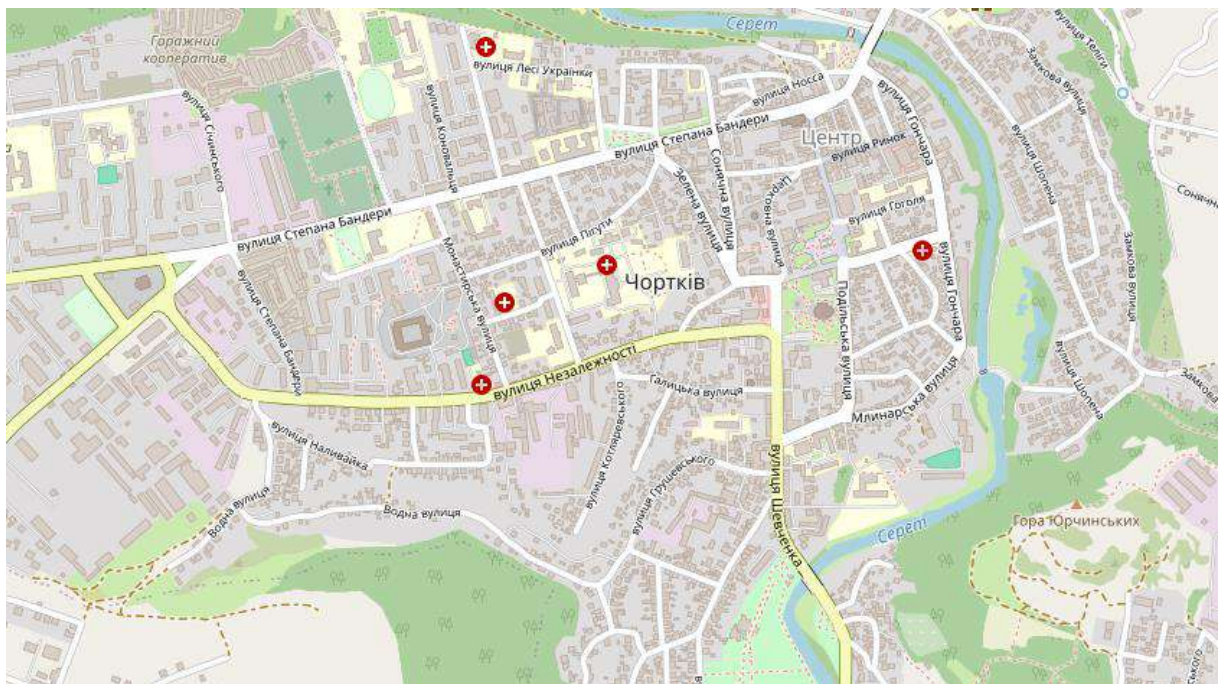 Серет
Замкова вулиця
вулиця Теліги
Гаражний
кооператив
вулиця Лесі Українки
вулиця Носса
вулиця Гончара
вулиця Січинського
вулиця Коновальця
вулиця Степана Бандери
Центр
вулиця Ринок
вулиця Шопена
Зелена вулиця
Сонячна вулиця
Церковна вулиця
вулиця Гоголя
вулиця Степана Бандери
вулиця Пігути
Монастирська вулиця
Чортків
вулиця Степана Бандери
Подільська вулиця
вулиця Гончара
Замкова вулиця
вулиця Незалежності
Галицька вулиця
Млинарська вулиця
вулиця Шопена
вулиця Наливайка
вулиця Котляревського
вулиця Грушевського
вулиця Шевченка
Водна вулиця
Водна вулиця
Серет
Гора Юрчинських